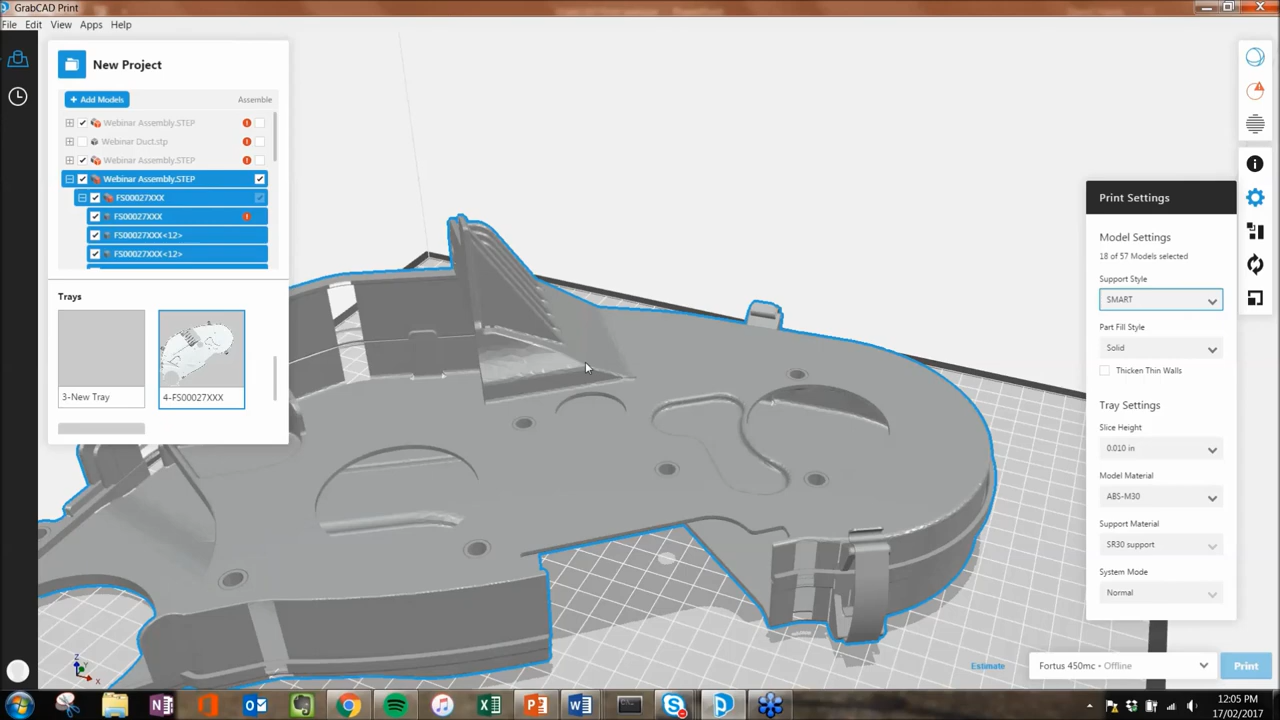 GrabCAD Print
File Edit View Apps Help
New Project
+ Add Models Assemble
Webinar Assembly.STEP
Webinar Duct.stp
Webinar Assembly.STEP
Webinar Assembly.STEP
FS00027XXX
FS00027XXX
FS00027XXX<12>
FS00027XXX<12>
Trays
3-New Tray
4-FS00027XXX
Print Settings
Model Settings
18 of 57 Models selected
Support Style
SMART
Part Fill Style
Solid
Thicken Thin Walls
Tray Settings
Slice Height
0.010 in
Model Material
ABS-M30
Support Material
SR30 support
System Mode
Normal
Estimate
Fortus 450mc • Offline
Print
12:05 PM
17/02/2017